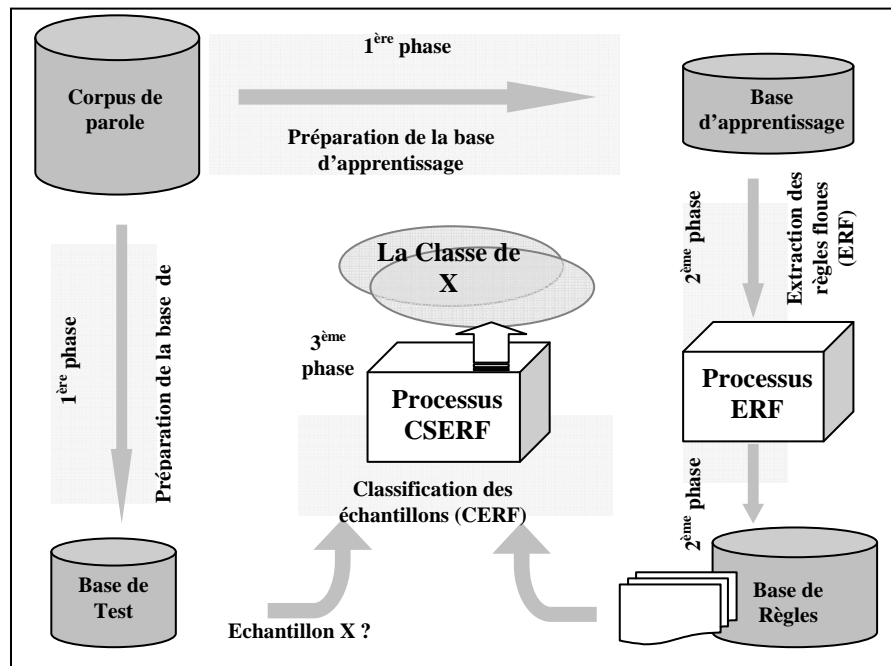 1ère phase
Corpus de
parole
Base
d'apprentissage
Préparation de la base
d'apprentissage
1ère phase
Préparation de la base de
La Classe de
X
2ème phase
Extraction des
règles floues
(ERF)
3ème
phase
Processus
CSERF
Processus
ERF
Classification des
échantillons (CERF)
2ème phase
Base de
Test
Echantillon X ?
Base de
Règles